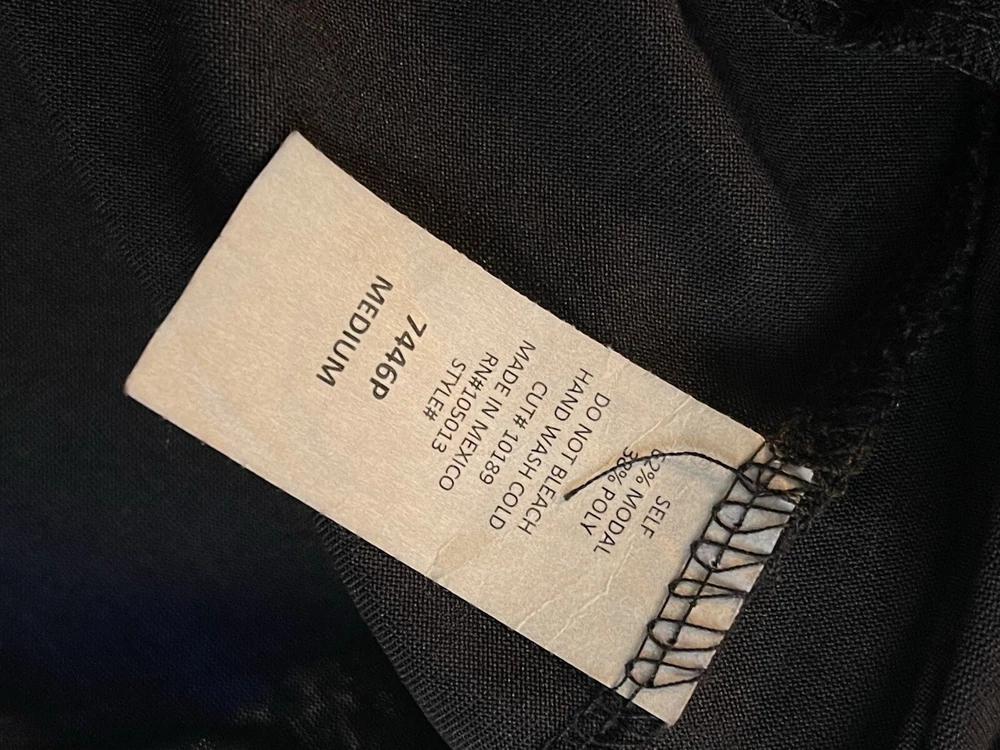 SELF
62% MODAL
38% POLY
DO NOT BLEACH
HAND WASH COLD
CUT# 10189
MADE IN MEXICO
RN#105013
STYLE#
7446P
MEDIUM